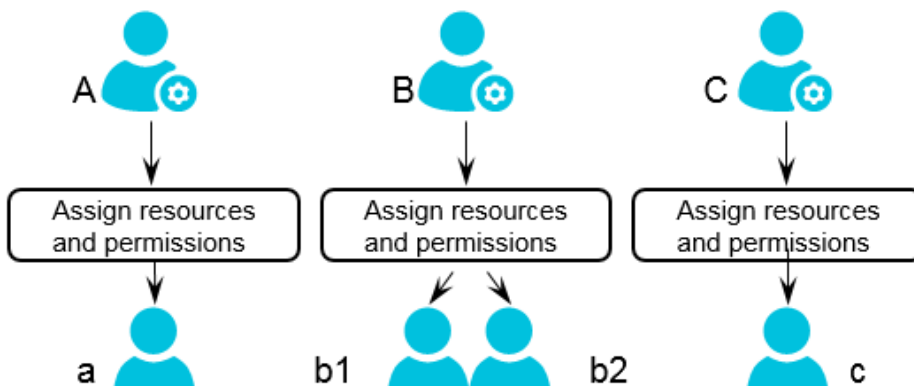 A
B
C
Assign resources
and permissions
Assign resources
and permissions
Assign resources
and permissions
a
b1
b2
c